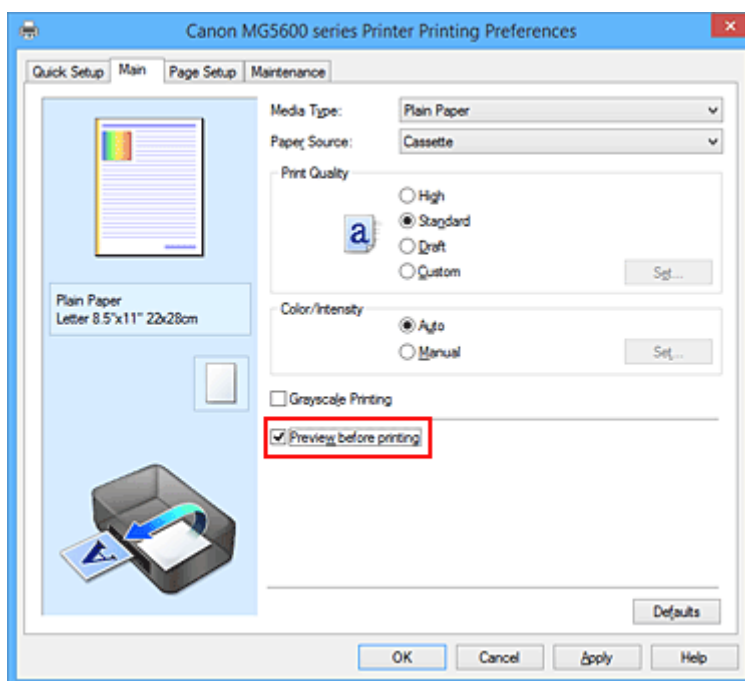 Canon MG5600 series Printer Printing Preferences
Quick Setup Main Page Setup Maintenance
Media Type: Plain Paper
Paper Source: Cassette
Print Quality
High
a Standard
Draft
Custom Set...
Plain Paper
Letter 8.5"x11" 22x28cm
Color/Intensity
Auto
Manual Set...
Grayscale Printing
Preview before printing
A
Defaults
OK Cancel Apply Help